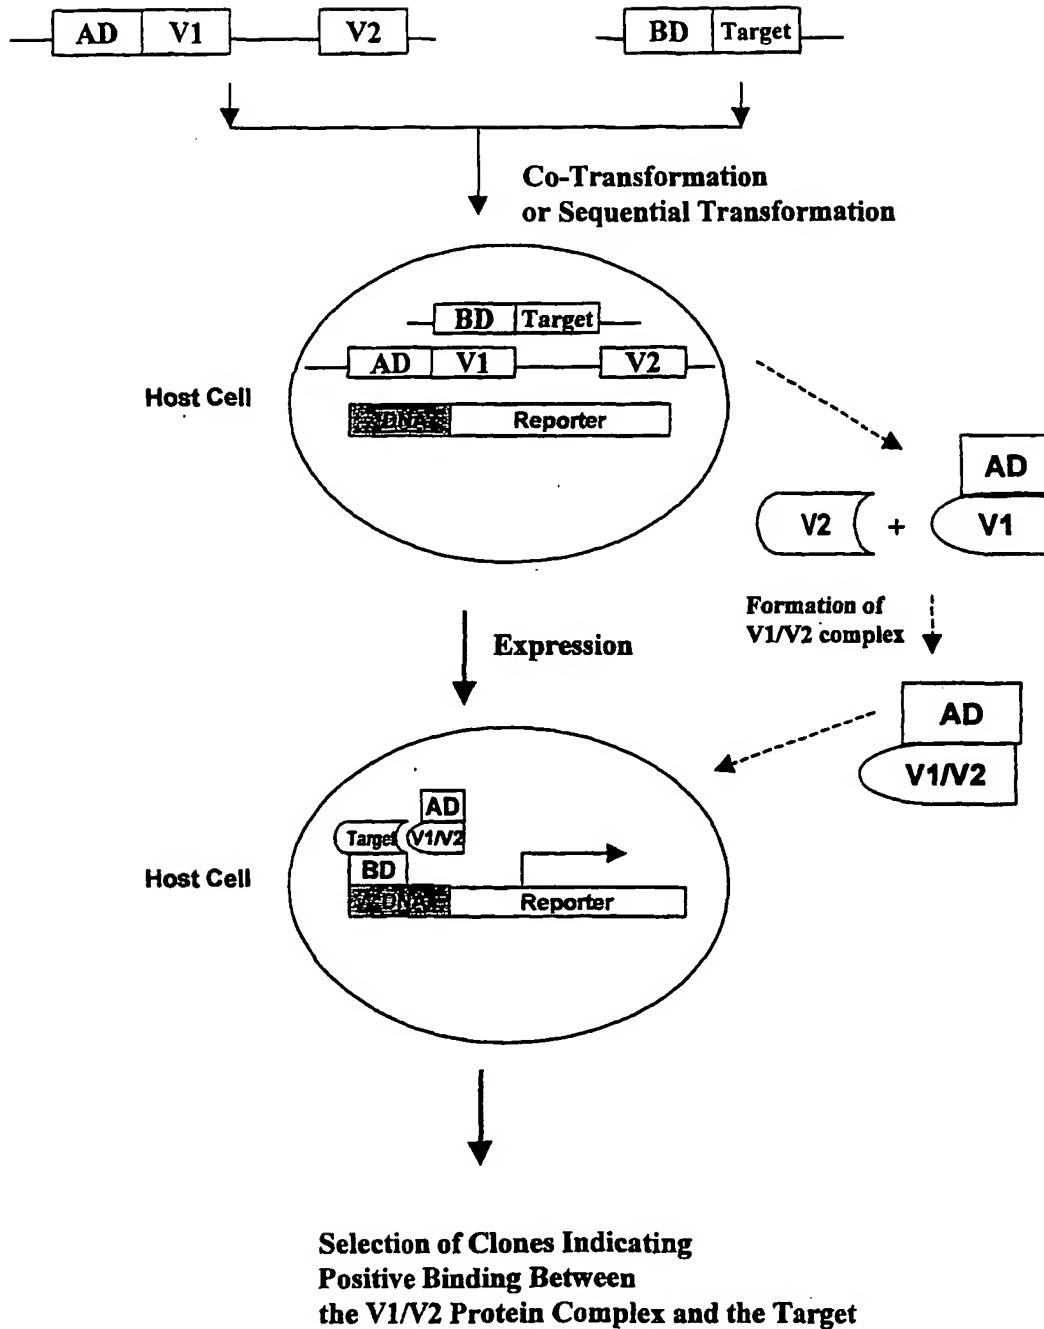 AD V1 V2 BD Target
Co-Transformation
or Sequential Transformation
BD Target
AD V1 V2
Host Cell
DNA Reporter
AD
V2 + V1
Formation of
V1/V2 complex
Expression
AD
V1/V2
AD
Target V1/V2
BD
Host Cell
DNA Reporter
Selection of Clones Indicating
Positive Binding Between
the V1/V2 Protein Complex and the Target